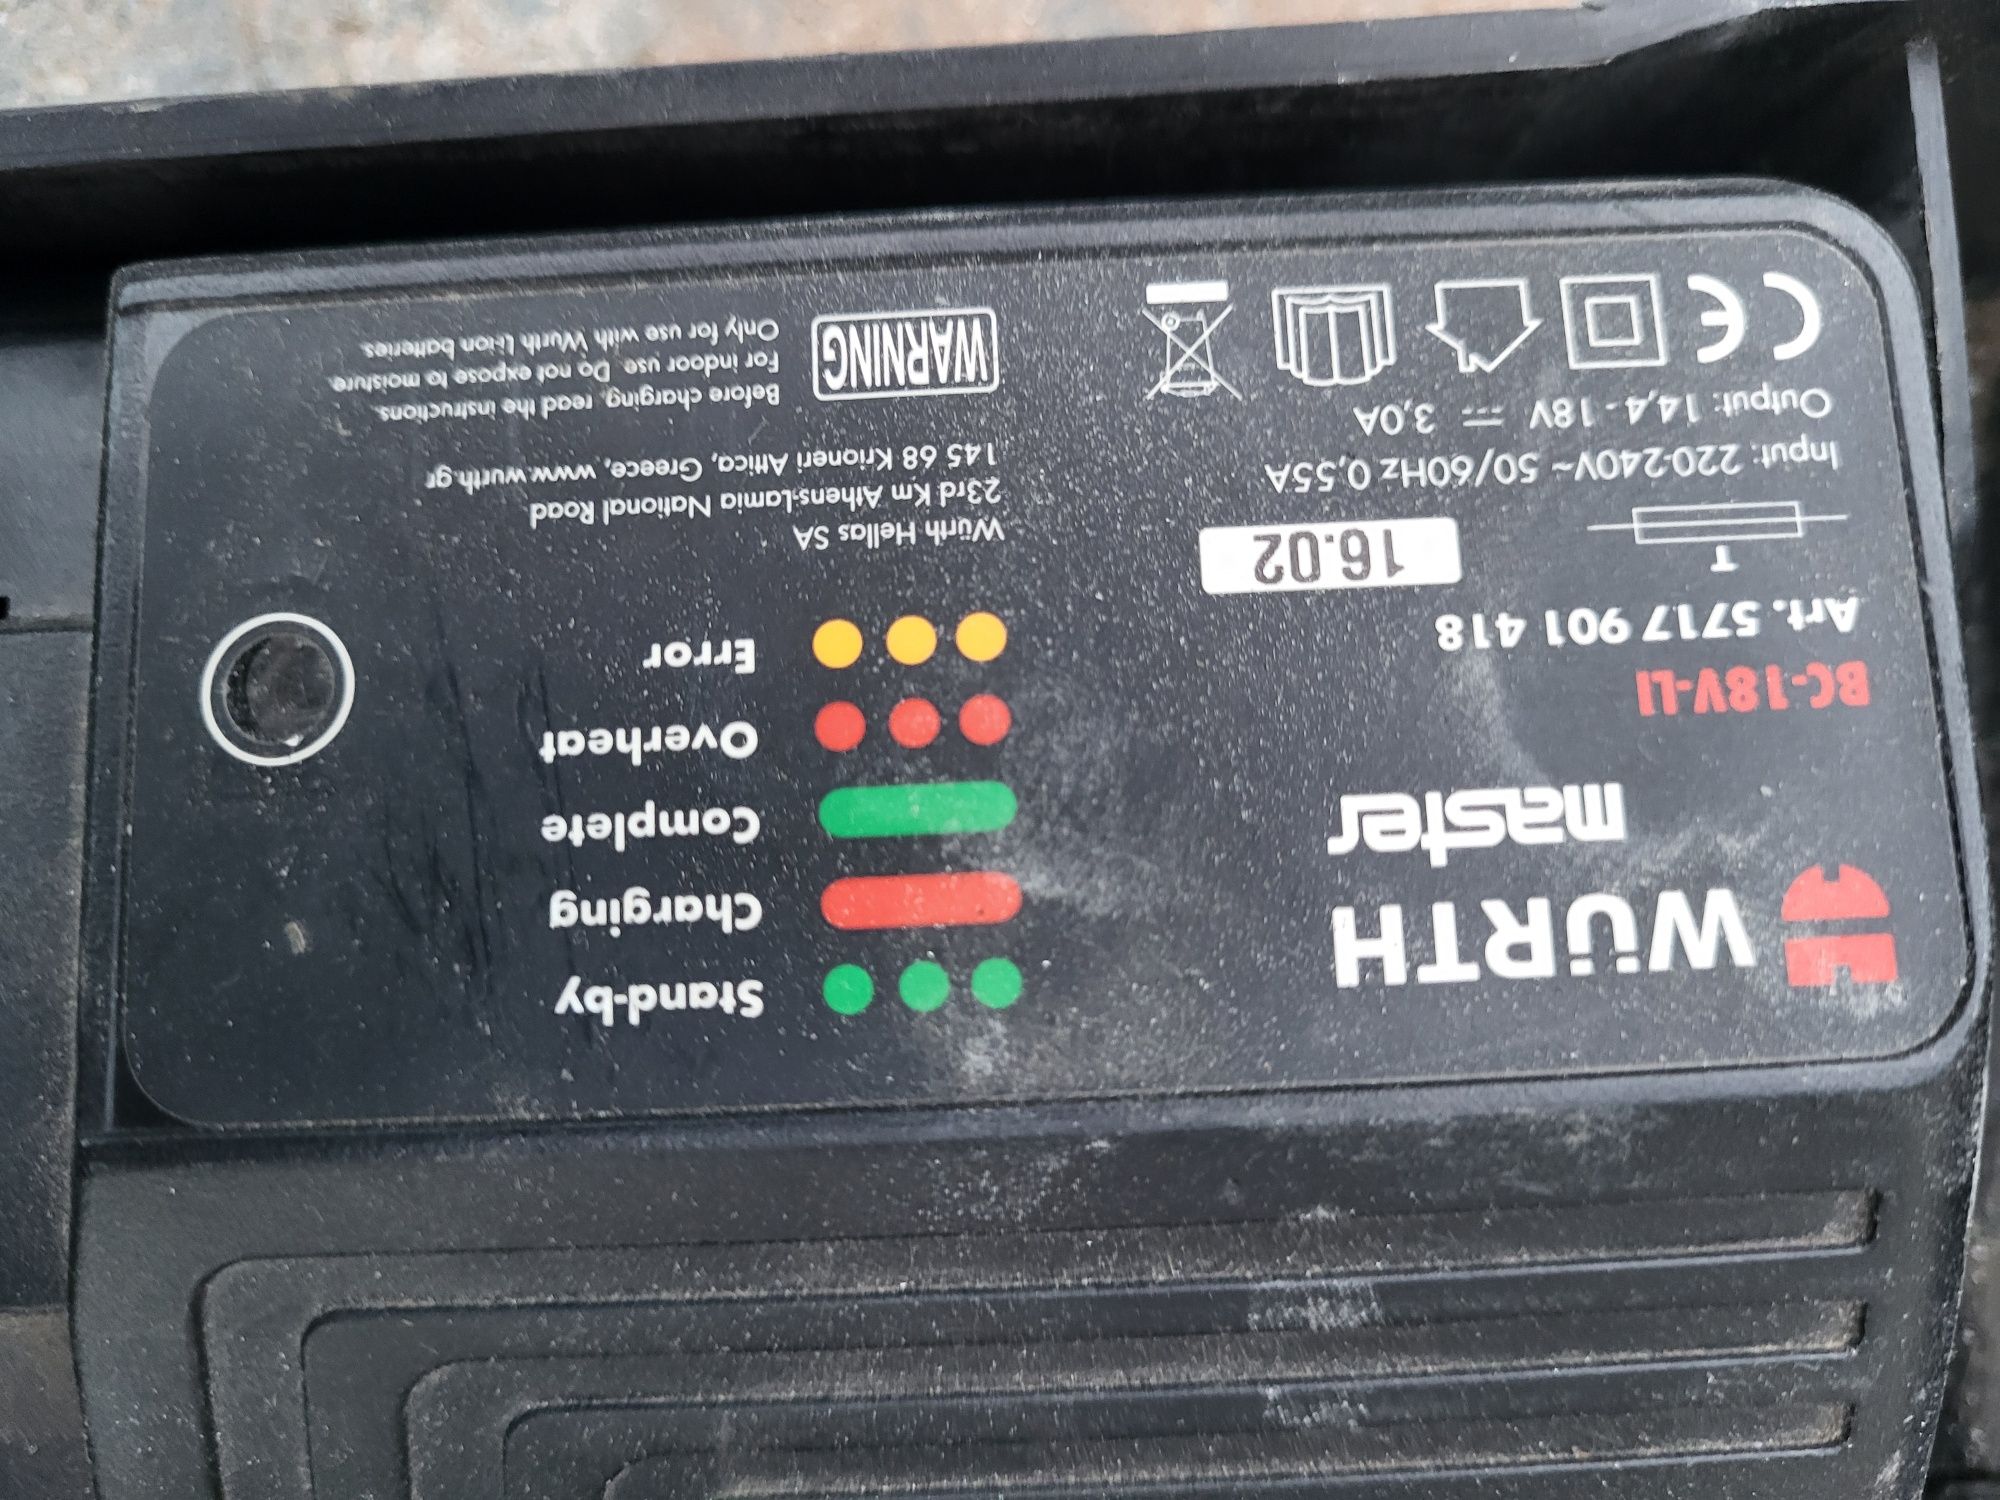 WÜRTH
master
BC-18V-LI
Art. 5717 901 418
T
16.02
Input: 220-240V~ 50/60Hz 0,55A
Output: 14,4 - 18V ⎓ 3,0A
CE
Stand-by
Charging
Complete
Overheat
Error
Würth Hellas SA
23rd Km Athens-Lamia National Road
145 68 Krioneri Attica, Greece, www.wurth.gr
WARNING
Before charging, read the instructions.
For indoor use. Do not expose to moisture.
Only for use with Wurth Li-ion batteries.